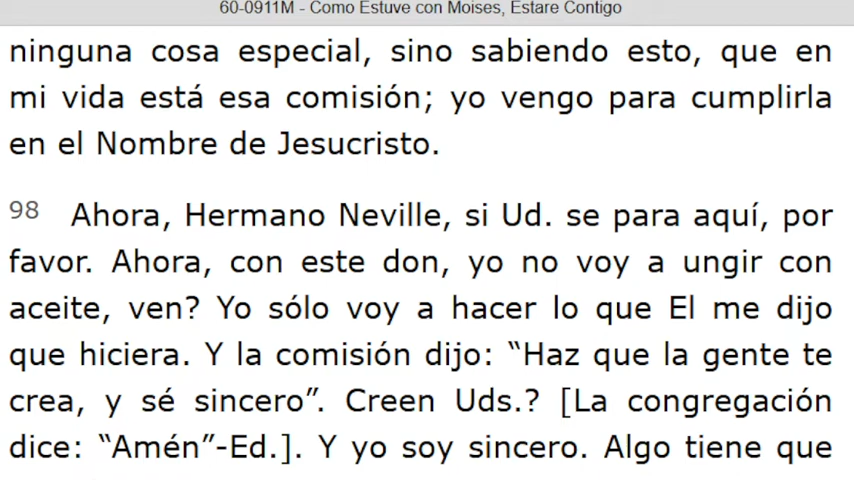 60-0911M - Como Estuve con Moises, Estare Contigo
ninguna cosa especial, sino sabiendo esto, que en
mi vida está esa comisión; yo vengo para cumplirla
en el Nombre de Jesucristo.
98 Ahora, Hermano Neville, si Ud. se para aquí, por
favor. Ahora, con este don, yo no voy a ungir con
aceite, ven? Yo sólo voy a hacer lo que El me dijo
que hiciera. Y la comisión dijo: “Haz que la gente te
crea, y sé sincero”. Creen Uds.? [La congregación
dice: “Amén”-Ed.]. Y yo soy sincero. Algo tiene que